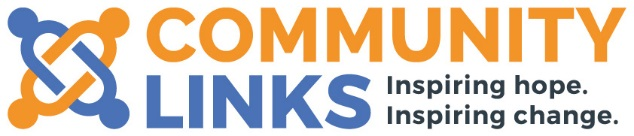 COMMUNITY
LINKS
Inspiring hope.
Inspiring change.